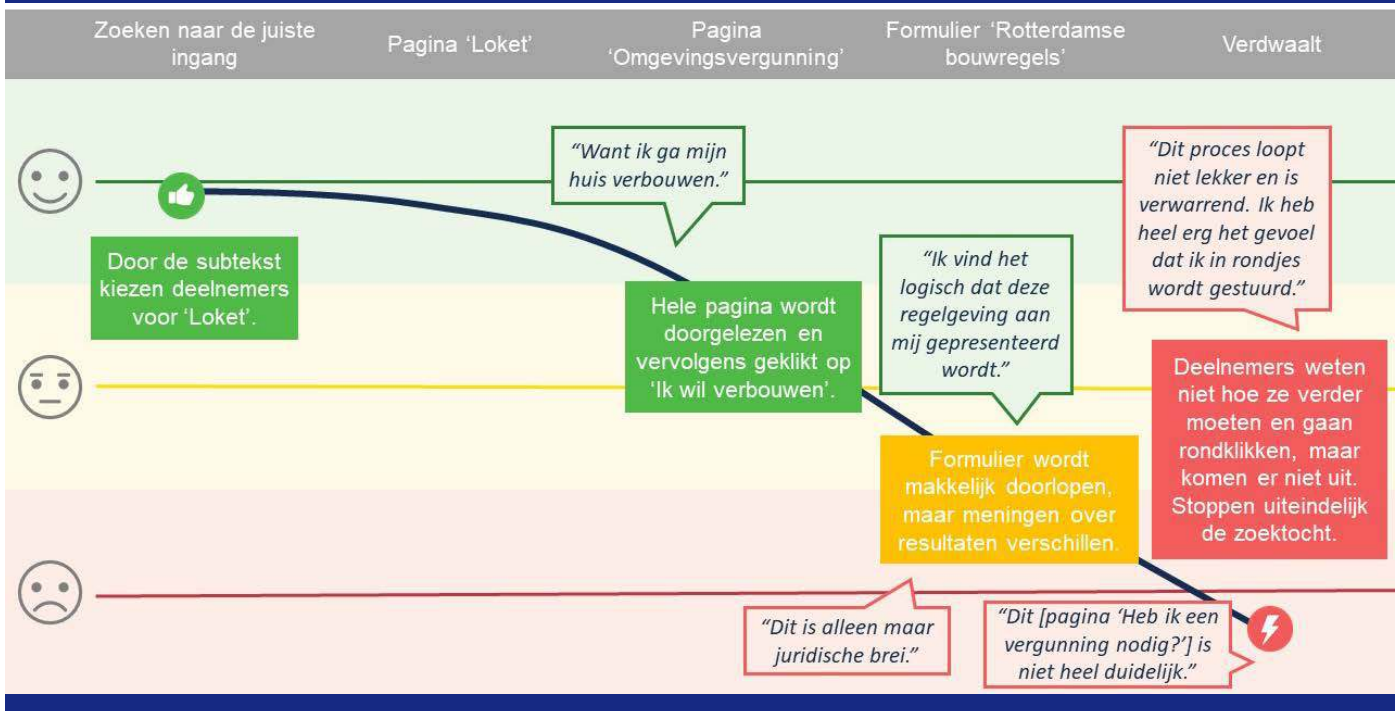 Zoeken naar de juiste
ingang
Pagina ‘Loket’
Pagina
‘Omgevingsvergunning’
Formulier ‘Rotterdamse
bouwregels’
Verdwaalt
Door de subtekst
kiezen deelnemers
voor ‘Loket’.
“Want ik ga mijn
huis verbouwen.”
Hele pagina wordt
doorgelezen en
vervolgens geklikt op
‘Ik wil verbouwen’.
“Ik vind het
logisch dat deze
regelgeving aan
mij gepresenteerd
wordt.”
Formulier wordt
makkelijk doorlopen,
maar meningen over
resultaten verschillen.
“Dit is alleen maar
juridische brei.”
“Dit proces loopt
niet lekker en is
verwarrend. Ik heb
heel erg het gevoel
dat ik in rondjes
wordt gestuurd.”
Deelnemers weten
niet hoe ze verder
moeten en gaan
rondklikken, maar
komen er niet uit.
Stoppen uiteindelijk
de zoektocht.
“Dit [pagina ‘Heb ik een
vergunning nodig?’] is
niet heel duidelijk.”